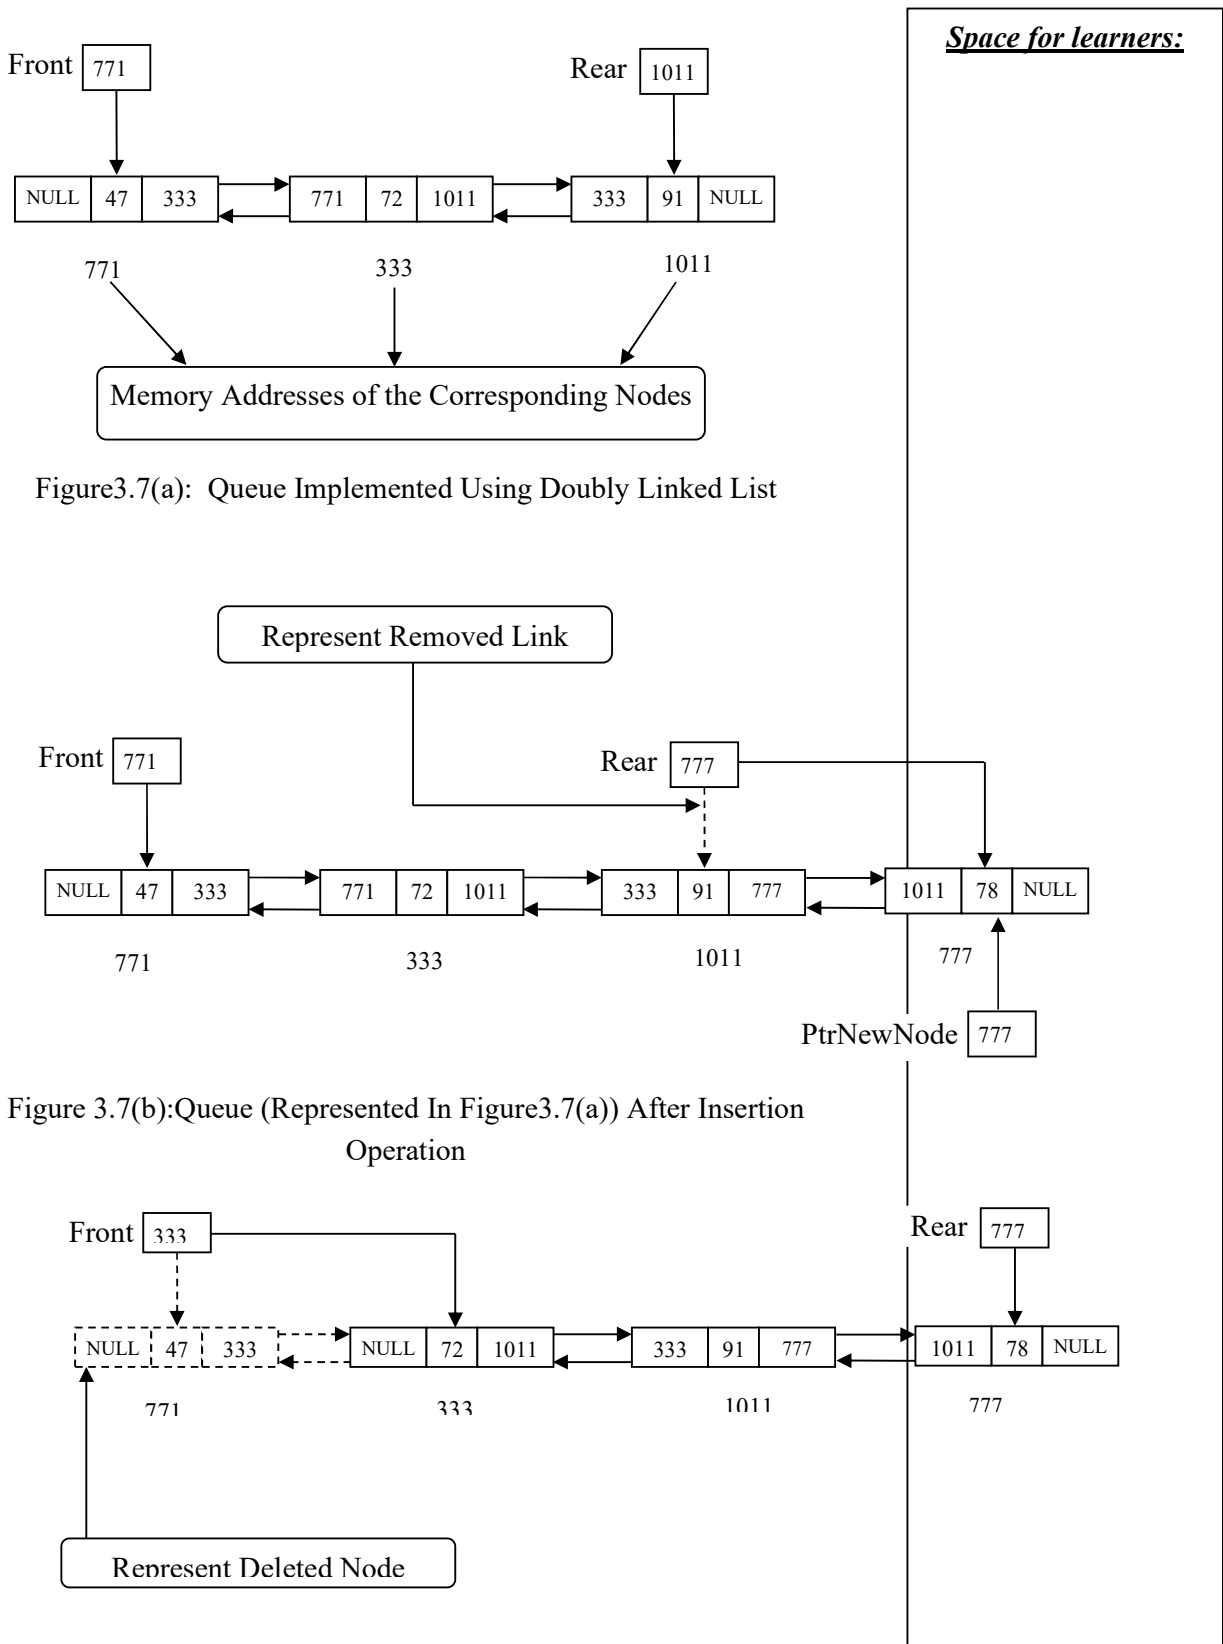 Space for learners:
Front 771 Rear 1011
NULL 47 333 771 72 1011 333 91 NULL
771 333 1011
Memory Addresses of the Corresponding Nodes
Figure3.7(a): Queue Implemented Using Doubly Linked List
Represent Removed Link
Front 771 Rear 777
NULL 47 333 771 72 1011 333 91 777 1011 78 NULL
771 333 1011 777
PtrNewNode 777
Figure 3.7(b):Queue (Represented In Figure3.7(a)) After Insertion
Operation
Front 333 Rear 777
NULL 47 333 NULL 72 1011 333 91 777 1011 78 NULL
771 333 1011 777
Represent Deleted Node